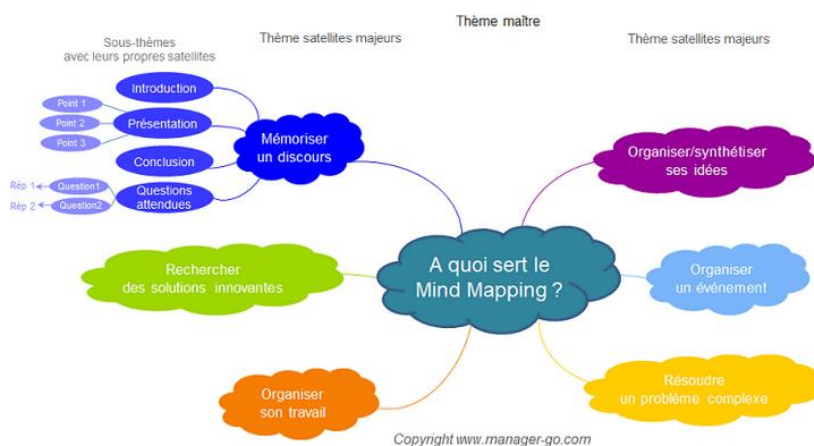 Thème maître
Sous-thèmes
avec leurs propres satellites
Thème satellites majeurs
Thème satellites majeurs
Introduction
Point 1
Point 2
Point 3
Présentation
Conclusion
Rép 1
Question1
Rép 2
Question2
Questions
attendues
Mémoriser
un discours
Organiser/synthétiser
ses idées
Rechercher
des solutions innovantes
A quoi sert le
Mind Mapping ?
Organiser
un événement
Organiser
son travail
Résoudre
un problème complexe
Copyright www.manager-go.com